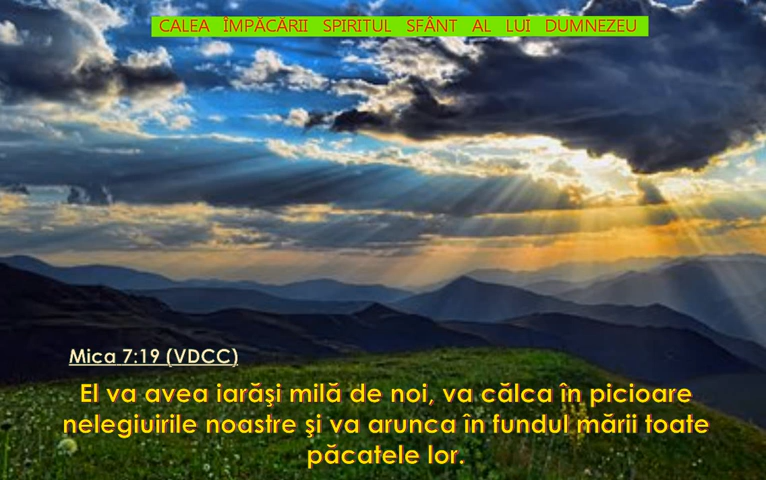 CALEA ÎMPĂCĂRII SPIRITUL SFÂNT AL LUI DUMNEZEU
Mica 7:19 (VDCC)
El va avea iarăşi milă de noi, va călca în picioare
nelegiuirile noastre şi va arunca în fundul mării toate
păcatele lor.